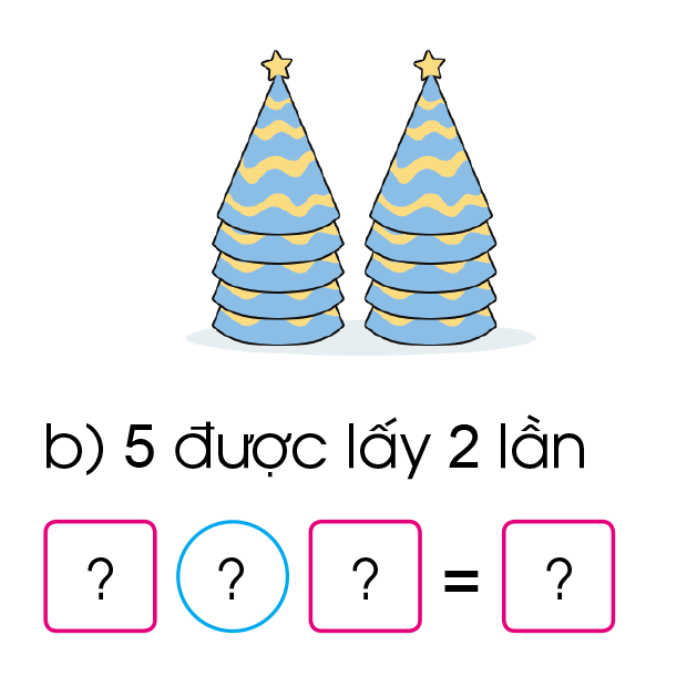 b) 5 được lấy 2 lần
? ? ? = ?